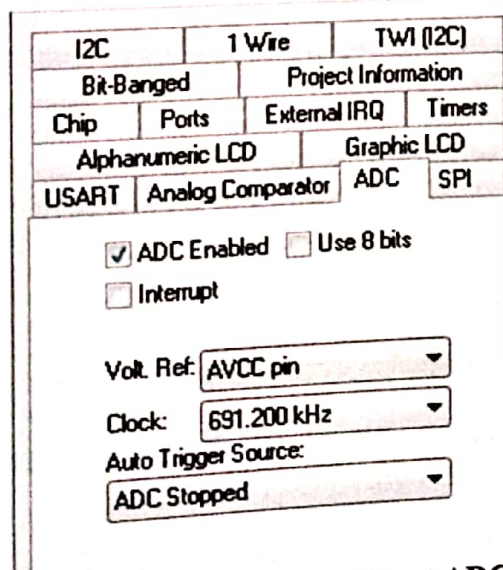 I2C 1 Wire TWI (I2C)
Bit-Banged Project Information
Chip Ports External IRQ Timers
Alphanumeric LCD Graphic LCD
USART Analog Comparator ADC SPI
ADC Enabled Use 8 bits
Interrupt
Volt. Ref: AVCC pin
Clock: 691.200 kHz
Auto Trigger Source:
ADC Stopped